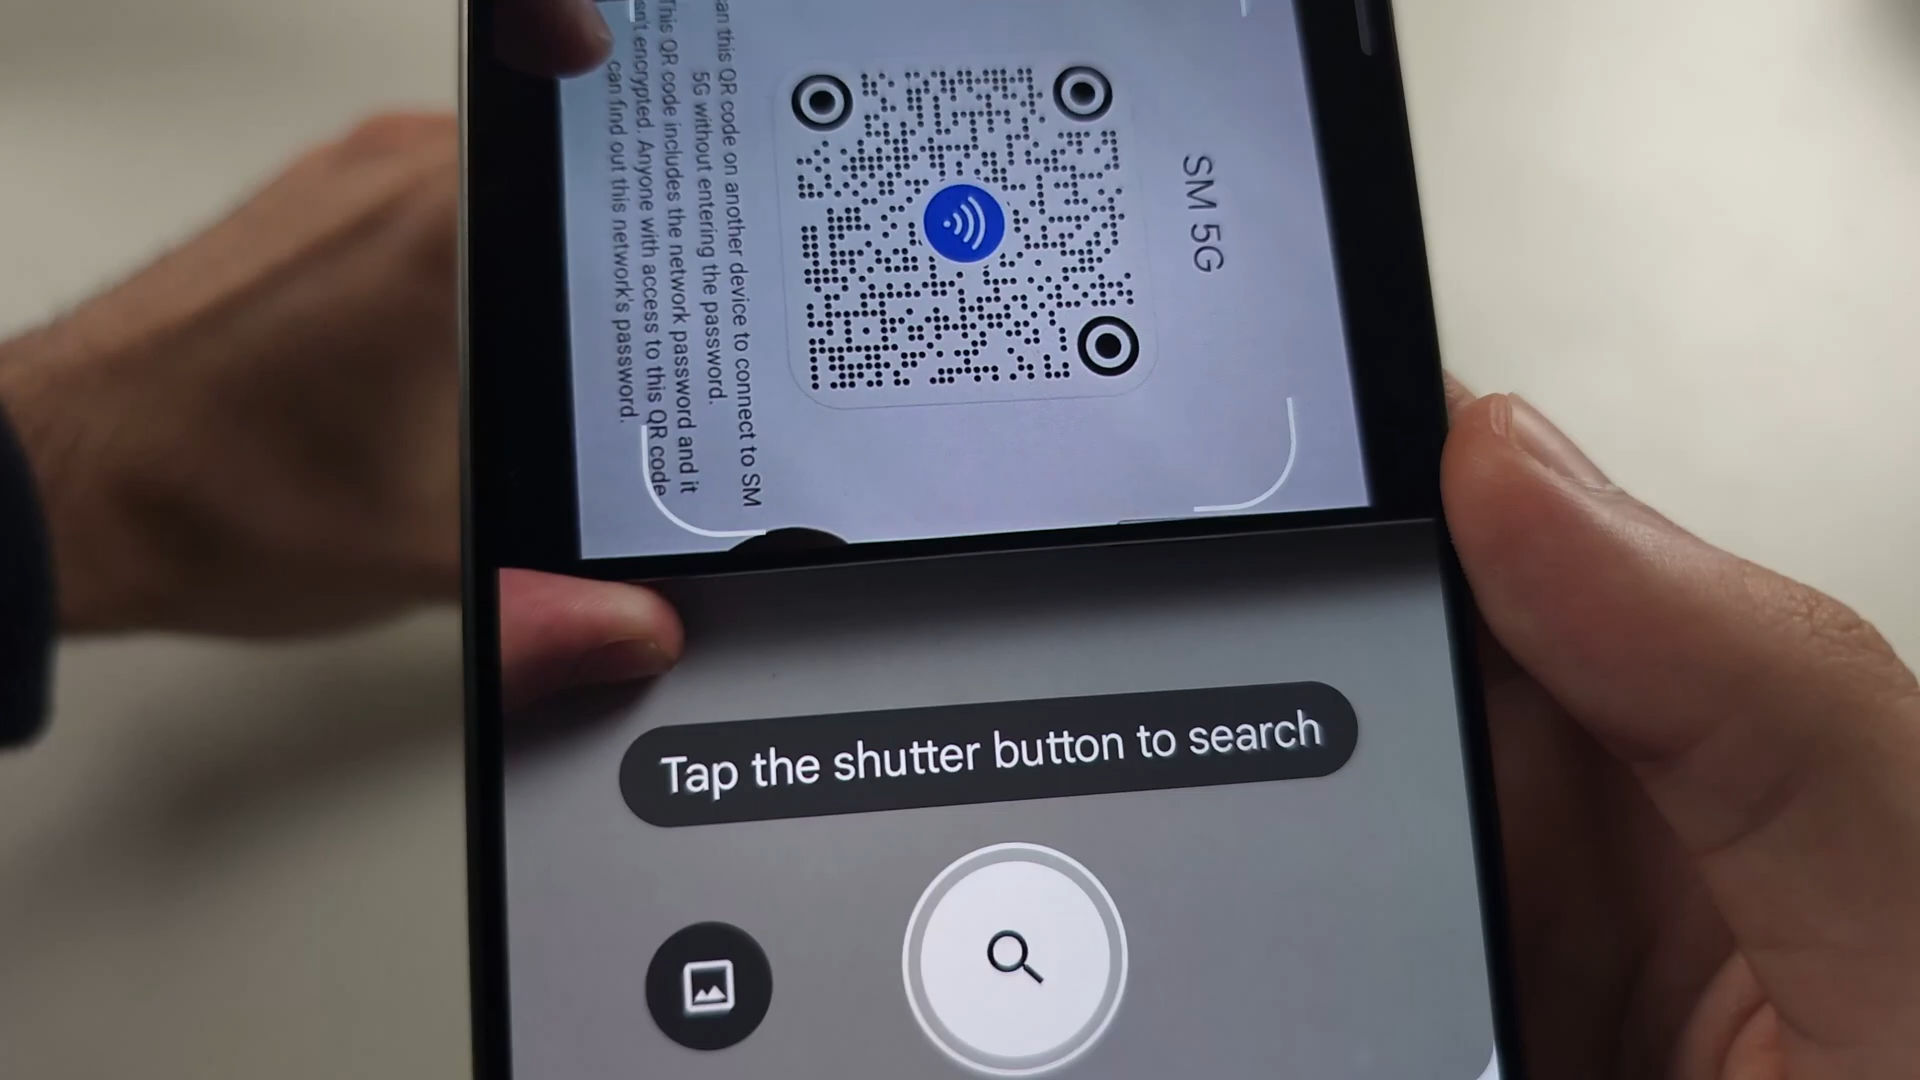 SM 5G
an this QR code on another device to connect to SM
5G without entering the password.
This QR code includes the network password and it
sn't encrypted. Anyone with access to this QR code
can find out this network's password.
Tap the shutter button to search